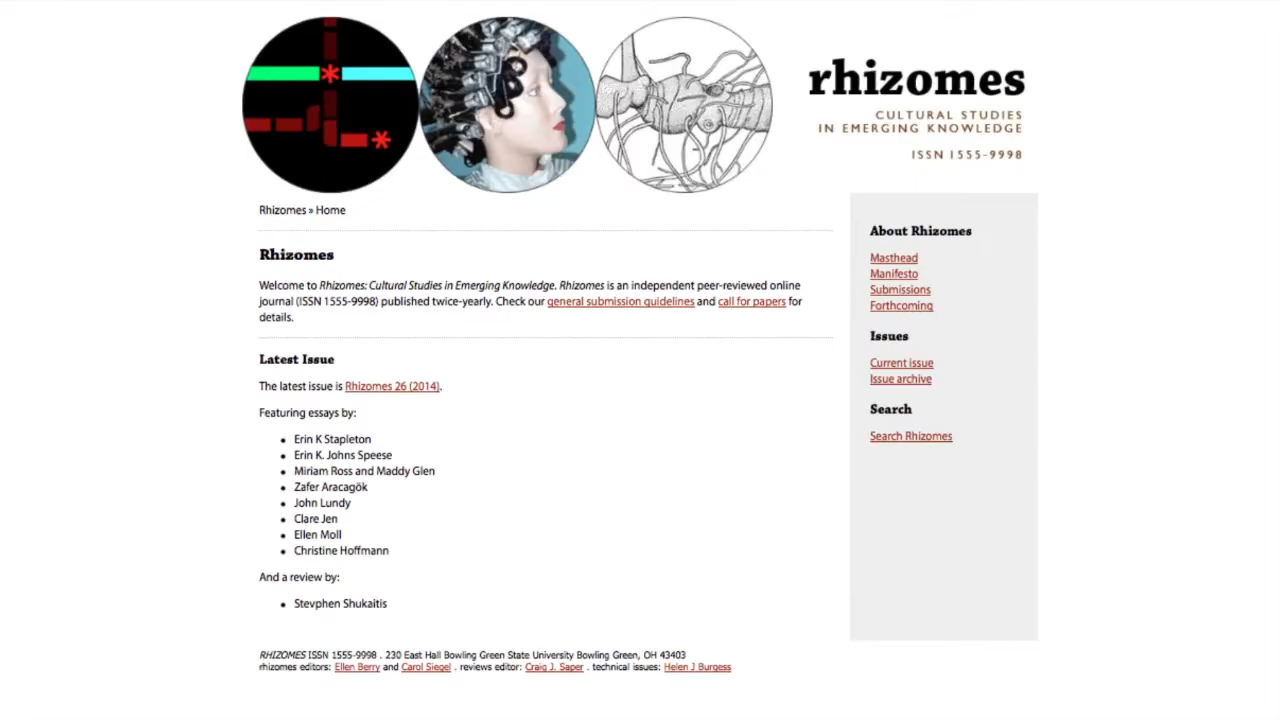 rhizomes
CULTURAL STUDIES
IN EMERGING KNOWLEDGE
ISSN 1555-9998
Rhizomes » Home
Rhizomes
Welcome to Rhizomes: Cultural Studies in Emerging Knowledge. Rhizomes is an independent peer-reviewed online
journal (ISSN 1555-9998) published twice-yearly. Check our general submission guidelines and call for papers for
details.
Latest Issue
The latest issue is Rhizomes 26 (2014).
Featuring essays by:
• Erin K Stapleton
• Erin K. Johns Speese
• Miriam Ross and Maddy Glen
• Zafer Aracagök
• John Lundy
• Clare Jen
• Ellen Moll
• Christine Hoffmann
And a review by:
• Stevphen Shukaitis
About Rhizomes
Masthead
Manifesto
Submissions
Forthcoming
Issues
Current issue
Issue archive
Search
Search Rhizomes
RHIZOMES ISSN 1555-9998 . 230 East Hall Bowling Green State University Bowling Green, OH 43403
rhizomes editors: Ellen Berry and Carol Siegel . reviews editor: Craig J. Saper . technical issues: Helen J Burgess